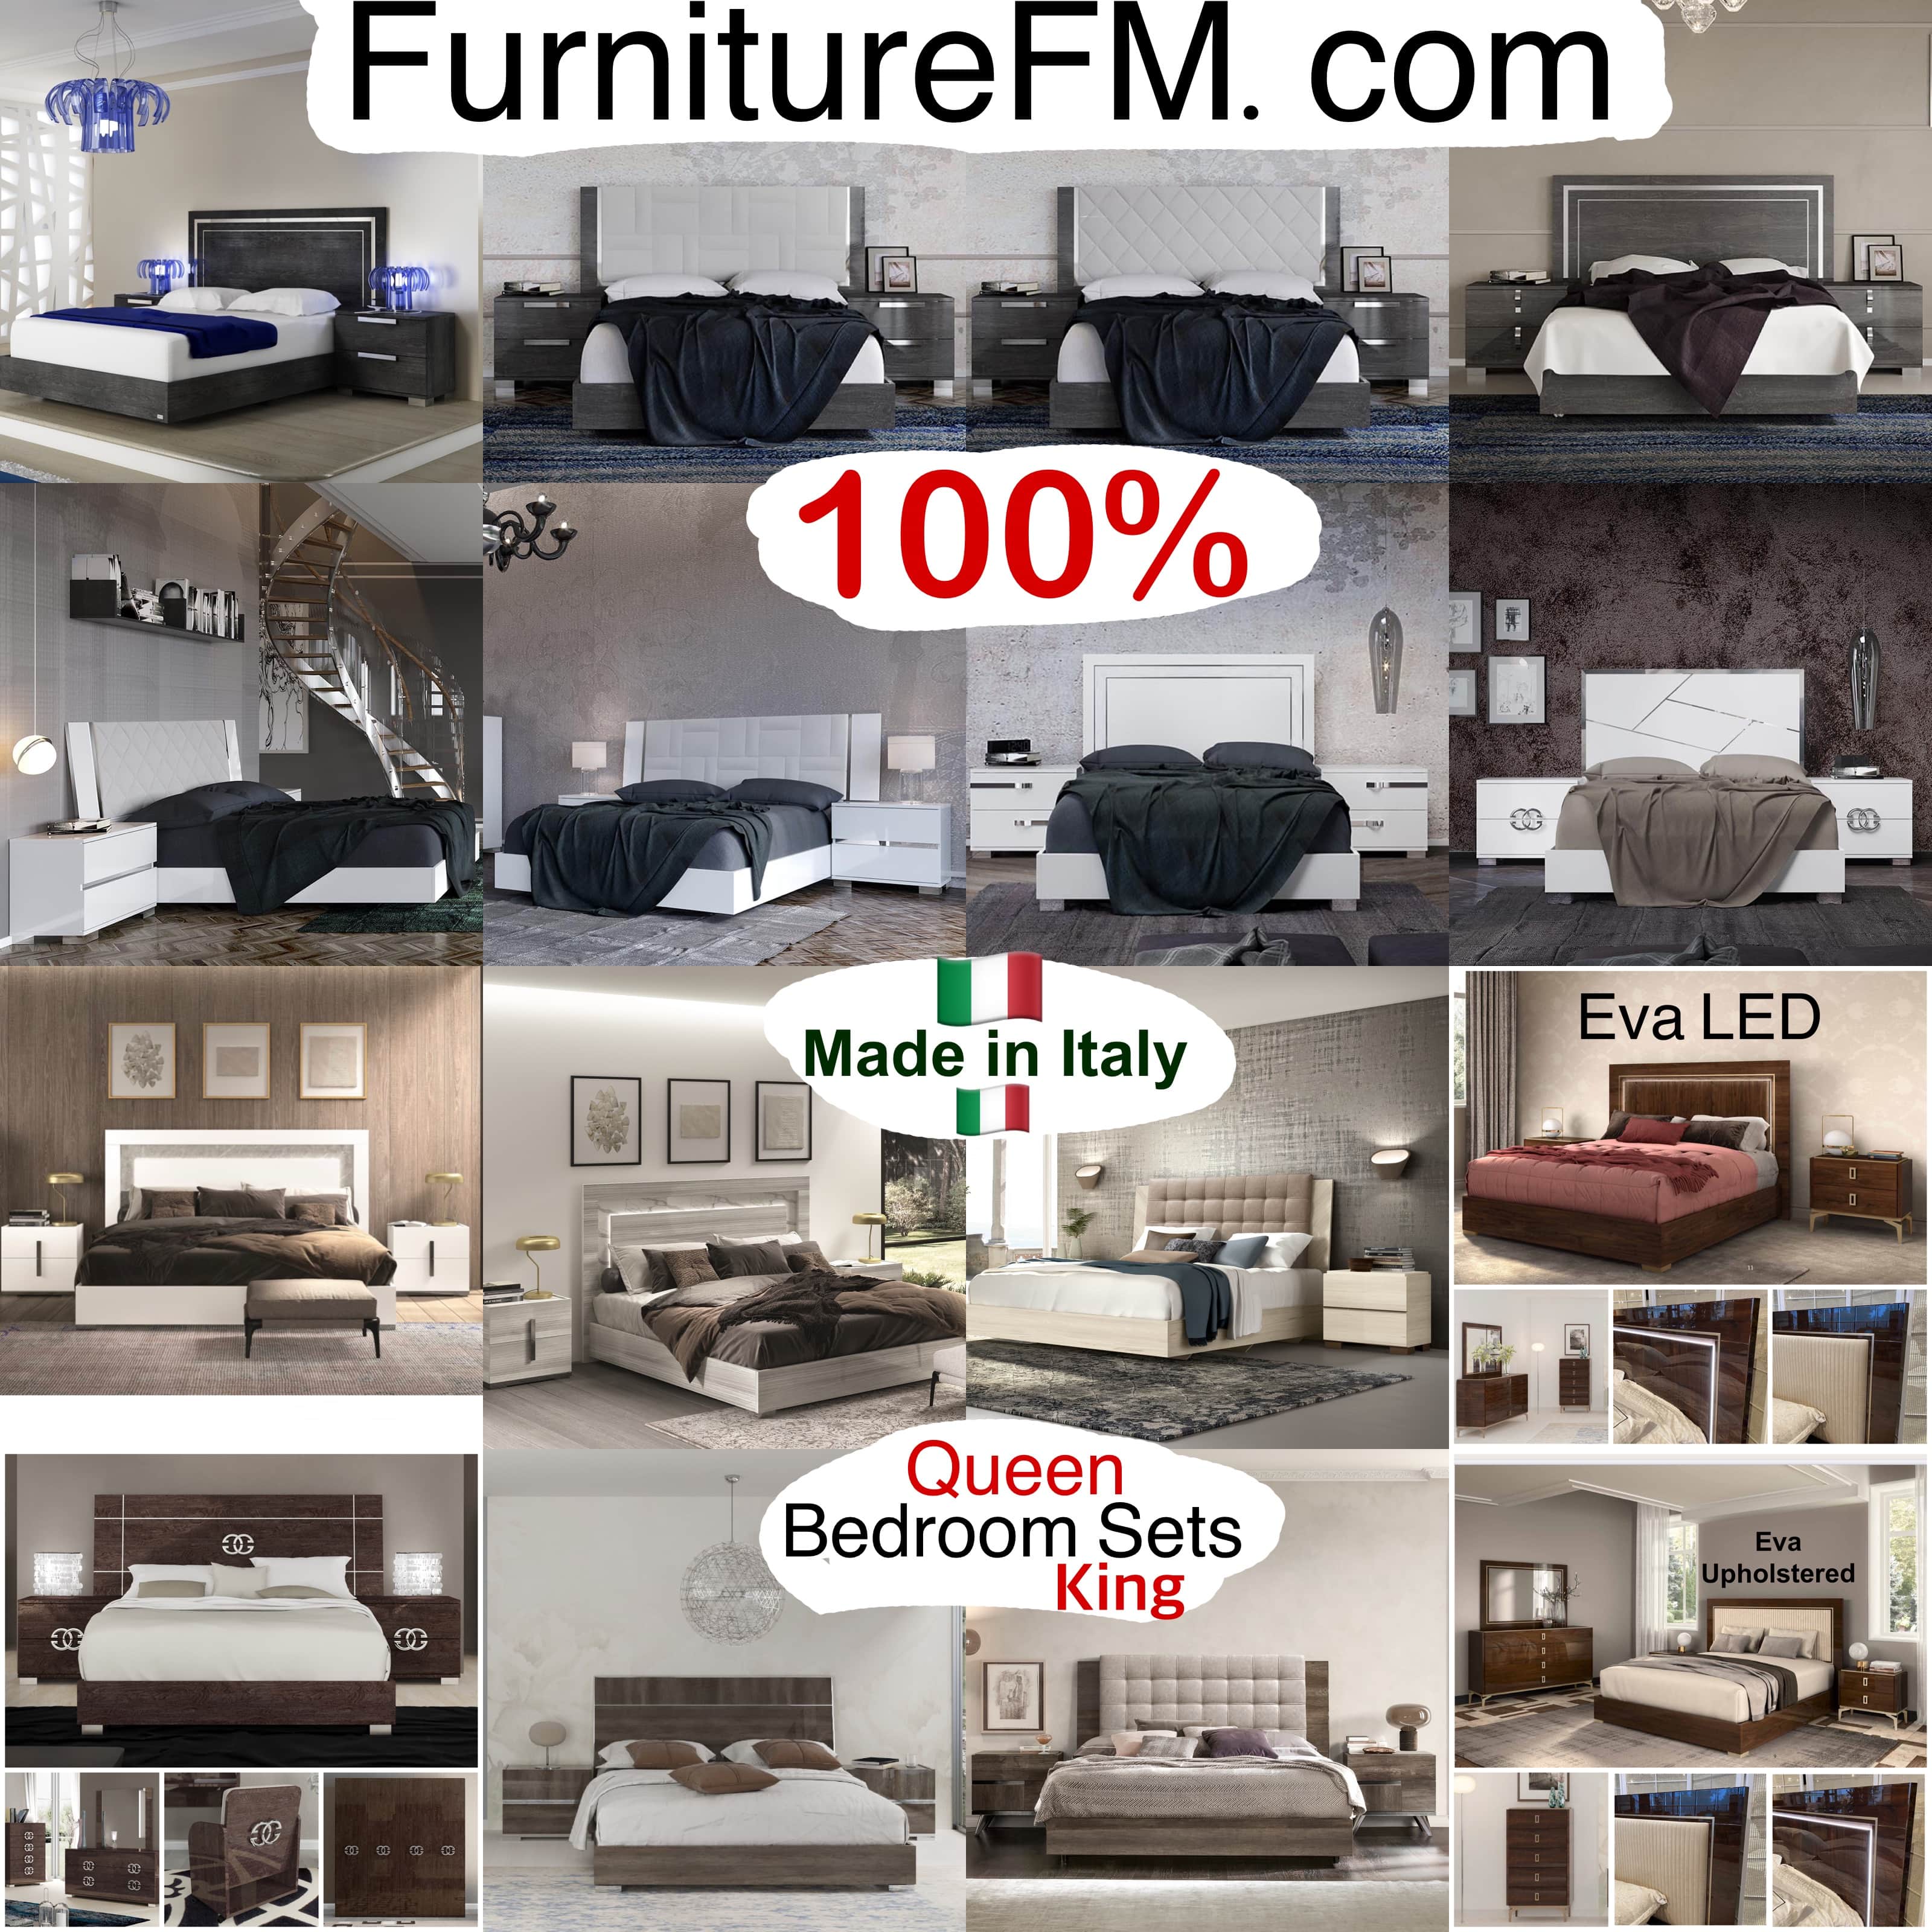 FurnitureFM. com
100%
Made in Italy
Eva LED
Queen
Bedroom Sets
King
Eva
Upholstered